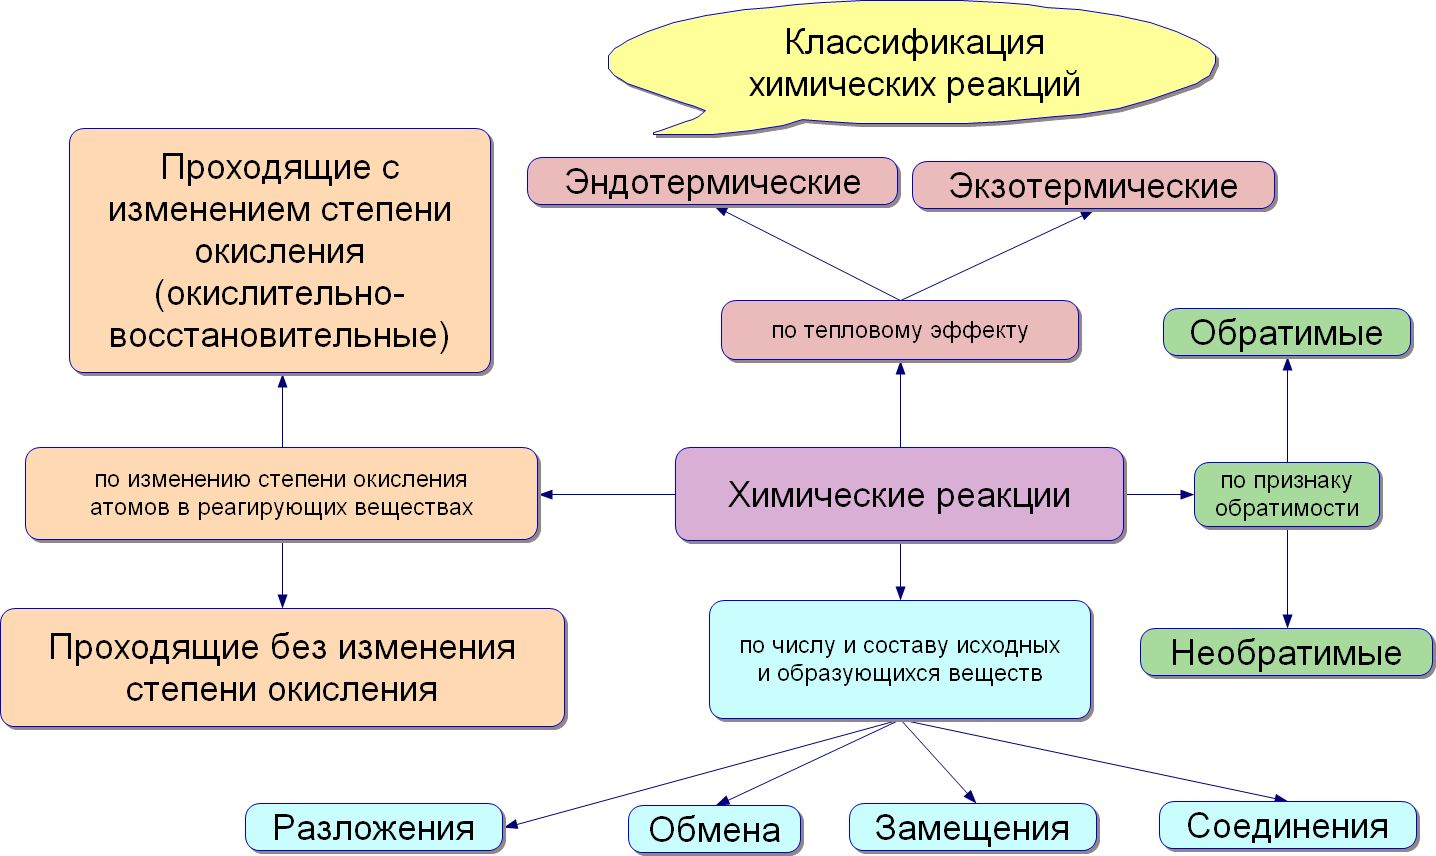 Классификация
химических реакций
Проходящие с
изменением степени
окисления
(окислительно-
восстановительные)
Эндотермические
Экзотермические
по тепловому эффекту
Обратимые
по изменению степени окисления
атомов в реагирующих веществах
Химические реакции
по признаку
обратимости
Проходящие без изменения
степени окисления
по числу и составу исходных
и образующихся веществ
Необратимые
Разложения
Обмена
Замещения
Соединения